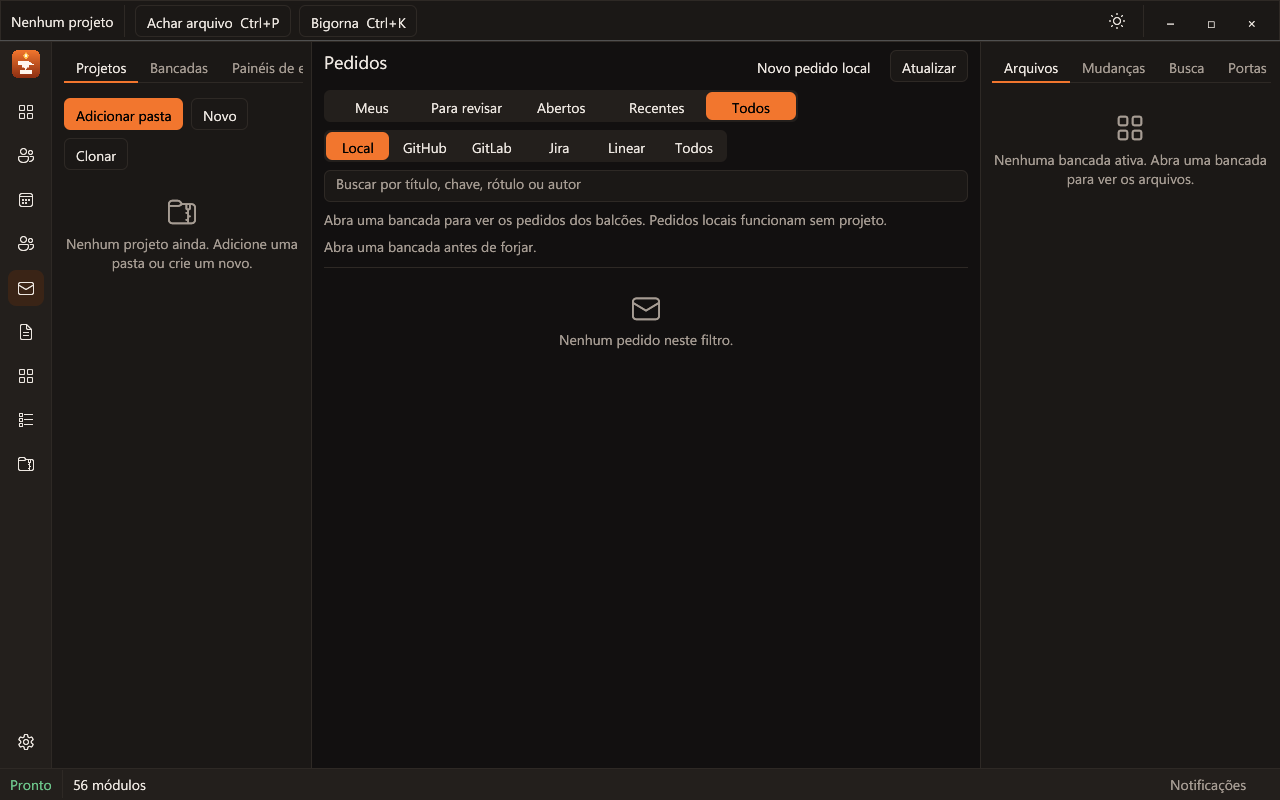 Nenhum projeto
Achar arquivo Ctrl+P
Bigorna Ctrl+K
Projetos
Bancadas
Painéis de e
Adicionar pasta
Novo
Clonar
Nenhum projeto ainda. Adicione uma
pasta ou crie um novo.
Pedidos
Novo pedido local
Atualizar
Meus
Para revisar
Abertos
Recentes
Todos
Local
GitHub
GitLab
Jira
Linear
Todos
Buscar por título, chave, rótulo ou autor
Abra uma bancada para ver os pedidos dos balcões. Pedidos locais funcionam sem projeto.
Abra uma bancada antes de forjar.
Nenhum pedido neste filtro.
Arquivos
Mudanças
Busca
Portas
Nenhuma bancada ativa. Abra uma bancada
para ver os arquivos.
Pronto
56 módulos
Notificações